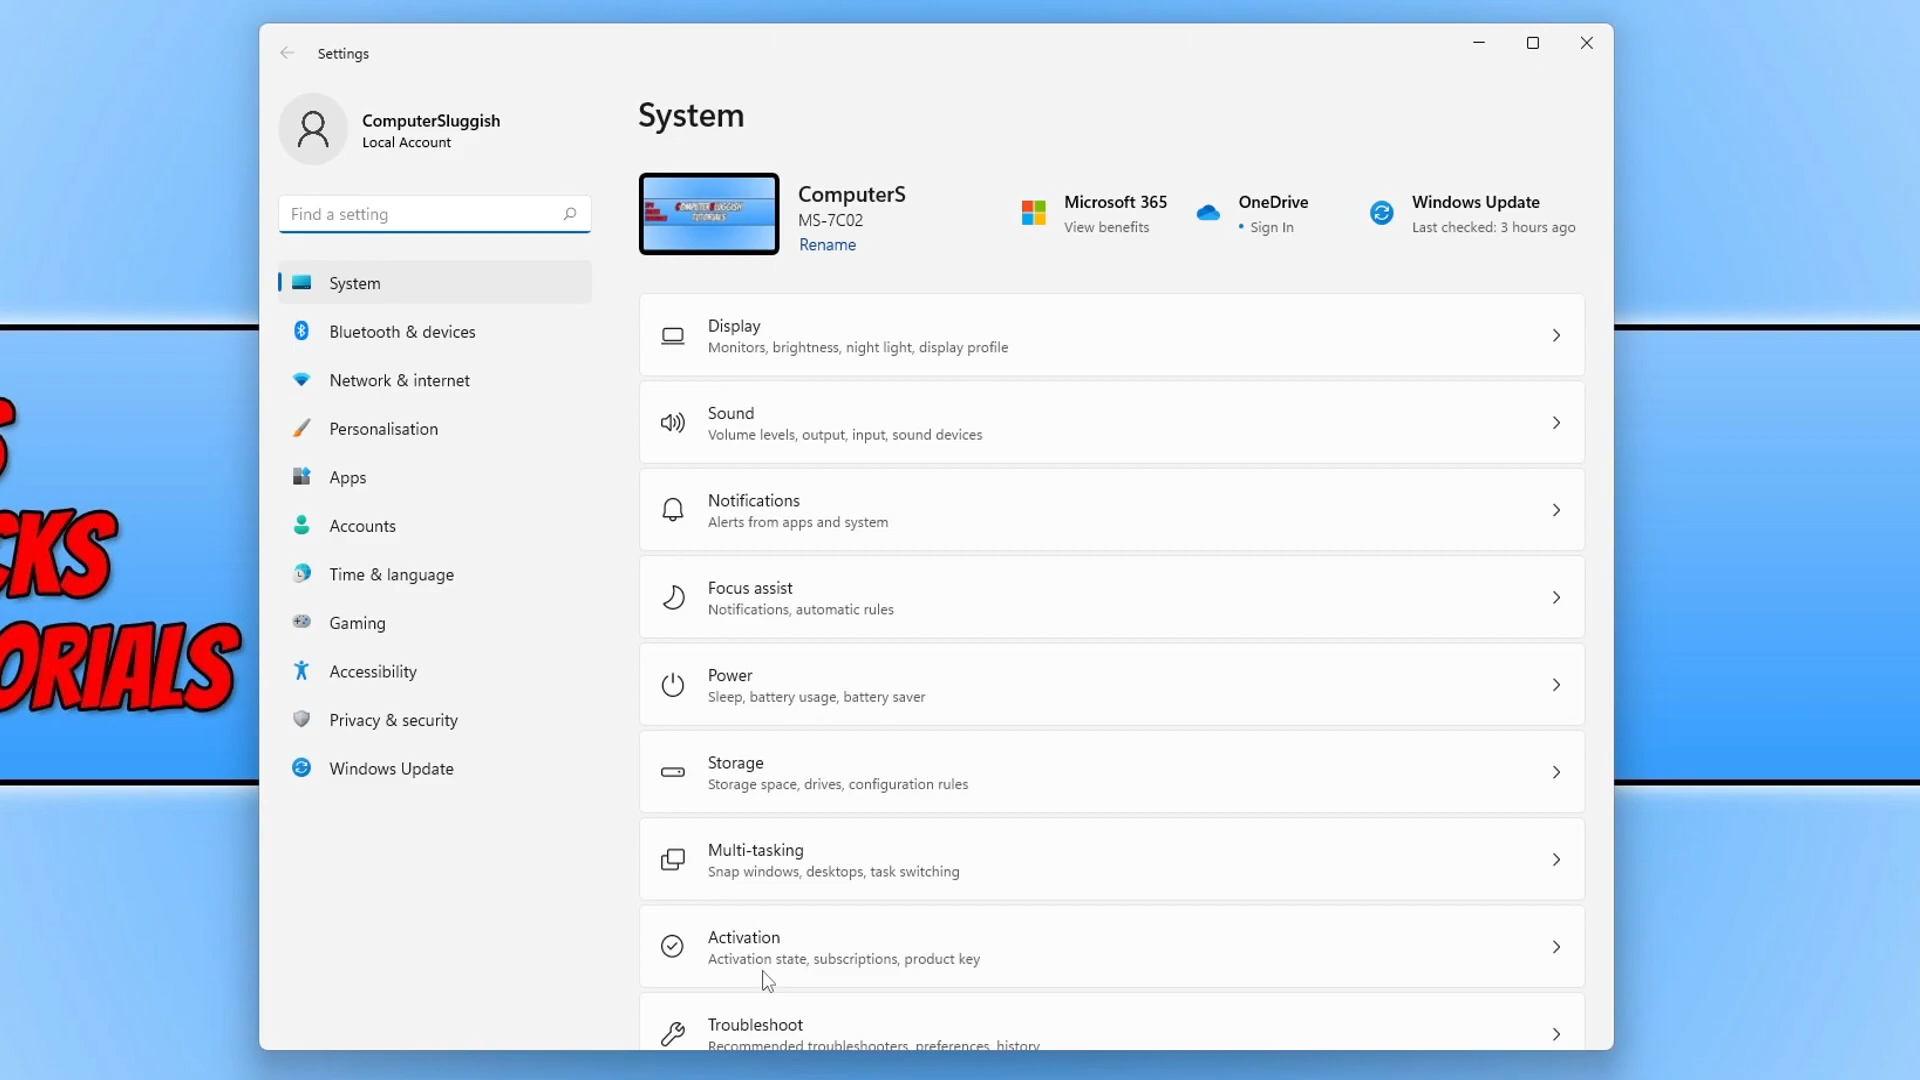 Settings
ComputerSluggish
Local Account
Find a setting
System
Bluetooth & devices
Network & internet
Personalisation
Apps
Accounts
Time & language
Gaming
Accessibility
Privacy & security
Windows Update
System
COMPUTER SLUGGISH
TUTORIALS
ComputerS
MS-7C02
Rename
Microsoft 365
View benefits
OneDrive
• Sign In
Windows Update
Last checked: 3 hours ago
Display
Monitors, brightness, night light, display profile
Sound
Volume levels, output, input, sound devices
Notifications
Alerts from apps and system
Focus assist
Notifications, automatic rules
Power
Sleep, battery usage, battery saver
Storage
Storage space, drives, configuration rules
Multi-tasking
Snap windows, desktops, task switching
Activation
Activation state, subscriptions, product key
Troubleshoot
Recommended troubleshooters, preferences, history
S
CKS
ORIALS